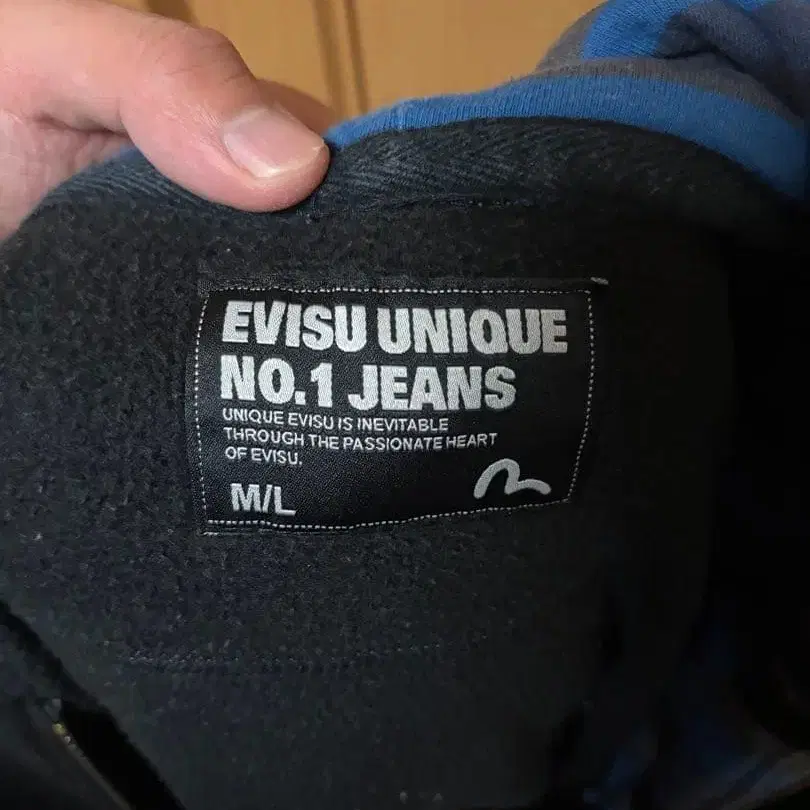 EVISU UNIQUE
NO.1 JEANS
UNIQUE EVISU IS INEVITABLE
THROUGH THE PASSIONATE HEART
OF EVISU.
M/L